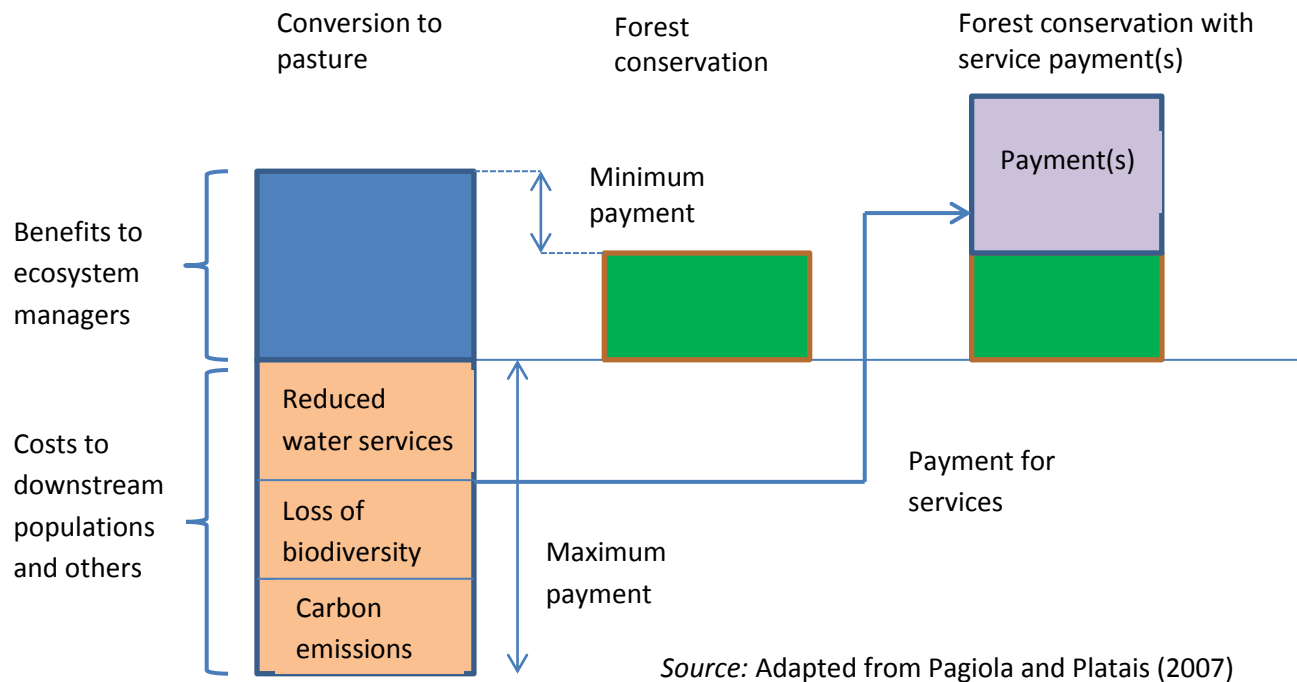 Conversion to
pasture
Forest
conservation
Forest conservation with
service payment(s)
Payment(s)
Minimum
payment
Benefits to
ecosystem
managers
Reduced
water services
Costs to
downstream
populations
and others
Payment for
services
Loss of
biodiversity
Maximum
payment
Carbon
emissions
Source: Adapted from Pagiola and Platais (2007)